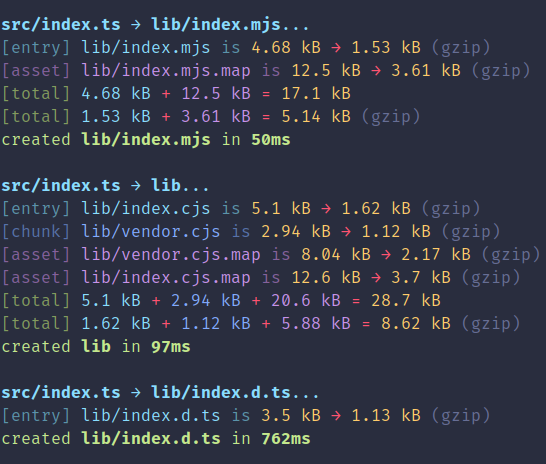 src/index.ts → lib/index.mjs...
[entry] lib/index.mjs is 4.68 kB → 1.53 kB (gzip)
[asset] lib/index.mjs.map is 12.5 kB → 3.61 kB (gzip)
[total] 4.68 kB + 12.5 kB = 17.1 kB
[total] 1.53 kB + 3.61 kB = 5.14 kB (gzip)
created lib/index.mjs in 50ms
src/index.ts → lib...
[entry] lib/index.cjs is 5.1 kB → 1.62 kB (gzip)
[chunk] lib/vendor.cjs is 2.94 kB → 1.12 kB (gzip)
[asset] lib/vendor.cjs.map is 8.04 kB → 2.17 kB (gzip)
[asset] lib/index.cjs.map is 12.6 kB → 3.7 kB (gzip)
[total] 5.1 kB + 2.94 kB + 20.6 kB = 28.7 kB
[total] 1.62 kB + 1.12 kB + 5.88 kB = 8.62 kB (gzip)
created lib in 97ms
src/index.ts → lib/index.d.ts...
[entry] lib/index.d.ts is 3.5 kB → 1.13 kB (gzip)
created lib/index.d.ts in 762ms